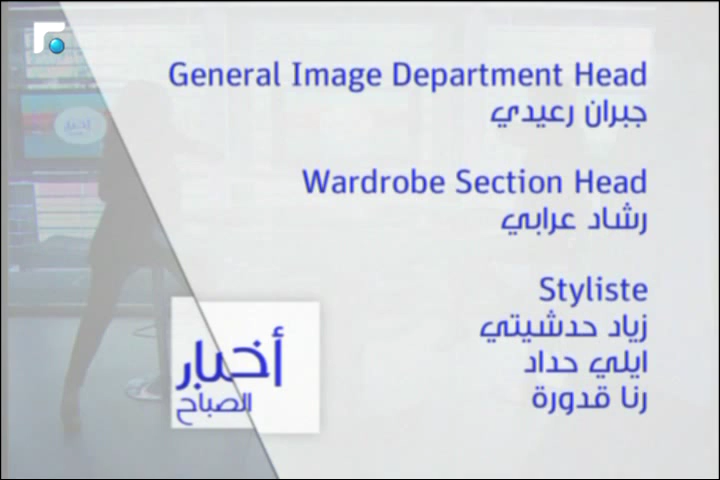 General Image Department Head
جبران رعيدي
Wardrobe Section Head
رشاد عرابي
Styliste
زياد حدشيتي
ايلي حداد
رنا قدورة
أخبار
الصباح
أخبار